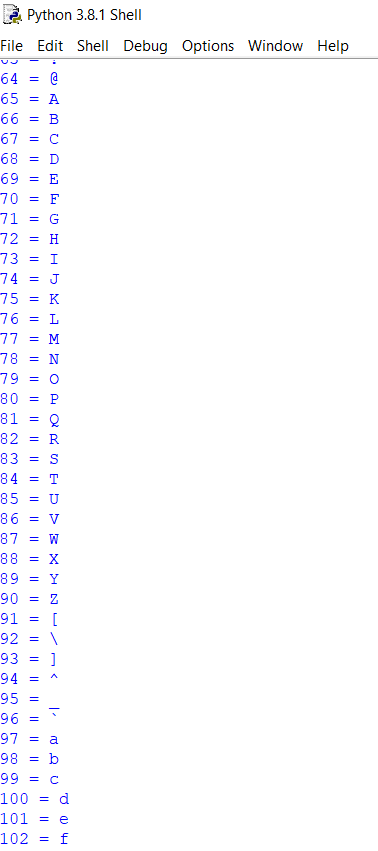 Python 3.8.1 Shell
File Edit Shell Debug Options Window Help
63 = ?
64 = @
65 = A
66 = B
67 = C
68 = D
69 = E
70 = F
71 = G
72 = H
73 = I
74 = J
75 = K
76 = L
77 = M
78 = N
79 = O
80 = P
81 = Q
82 = R
83 = S
84 = T
85 = U
86 = V
87 = W
88 = X
89 = Y
90 = Z
91 = [
92 = \
93 = ]
94 = ^
95 = _
96 = `
97 = a
98 = b
99 = c
100 = d
101 = e
102 = f